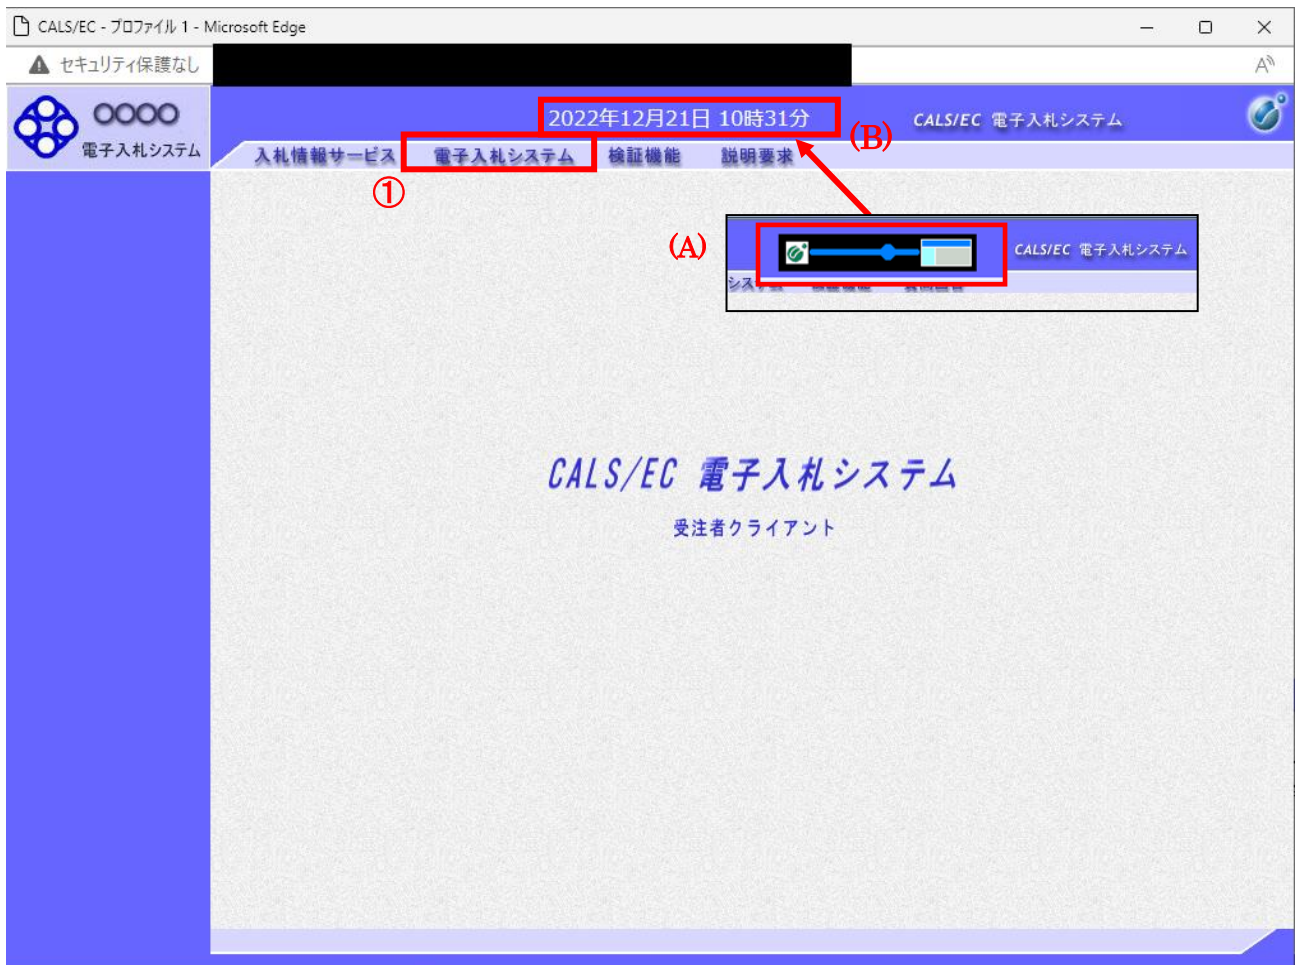 CALS/EC - プロファイル 1 - Microsoft Edge
セキュリティ保護なし
○○○○
電子入札システム
2022年12月21日 10時31分
(B)
CALS/EC 電子入札システム
入札情報サービス 電子入札システム 検証機能 説明要求
①
(A)
CALS/EC 電子入札システム
CALS/EC 電子入札システム
受注者クライアント